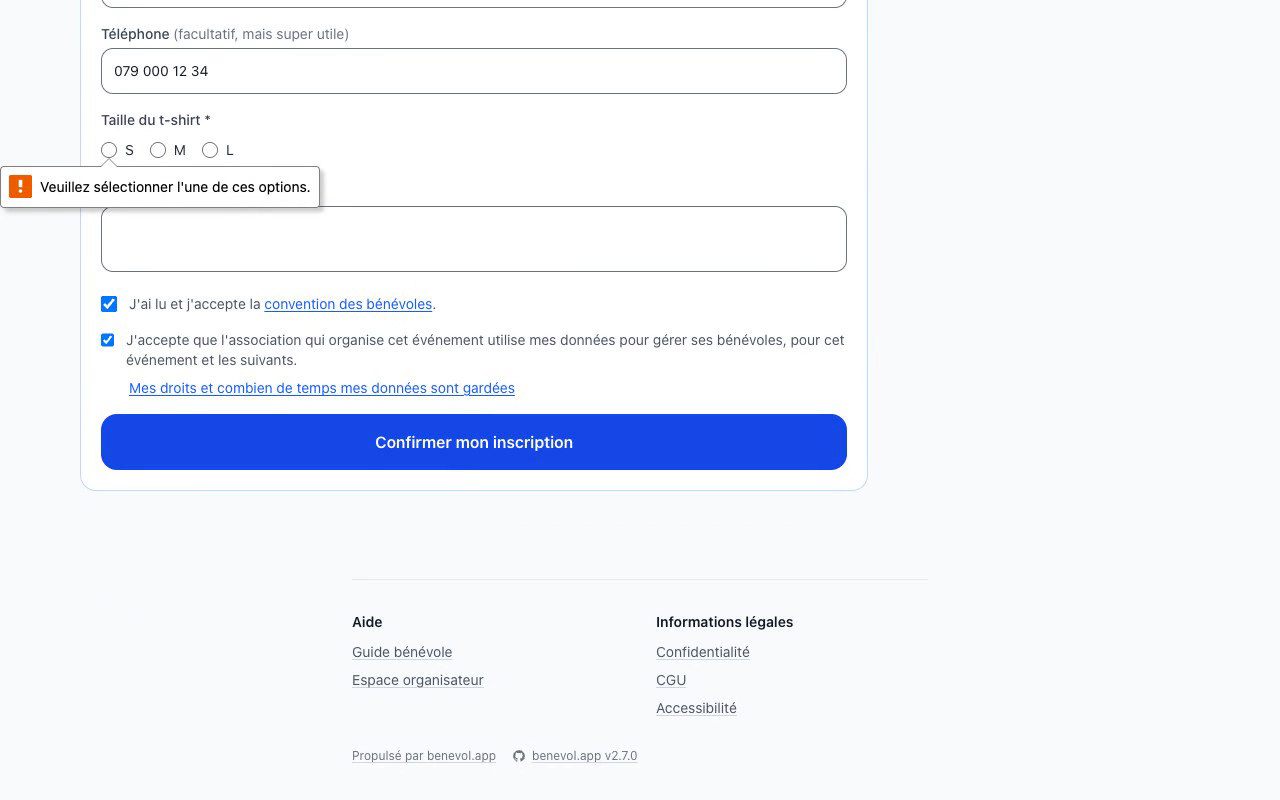 Téléphone (facultatif, mais super utile)
079 000 12 34
Taille du t-shirt *
S M L
Veuillez sélectionner l'une de ces options.
J'ai lu et j'accepte la convention des bénévoles.
J'accepte que l'association qui organise cet événement utilise mes données pour gérer ses bénévoles, pour cet
événement et les suivants.
Mes droits et combien de temps mes données sont gardées
Confirmer mon inscription
Aide
Guide bénévole
Espace organisateur
Informations légales
Confidentialité
CGU
Accessibilité
Propulsé par benevol.app benevol.app v2.7.0